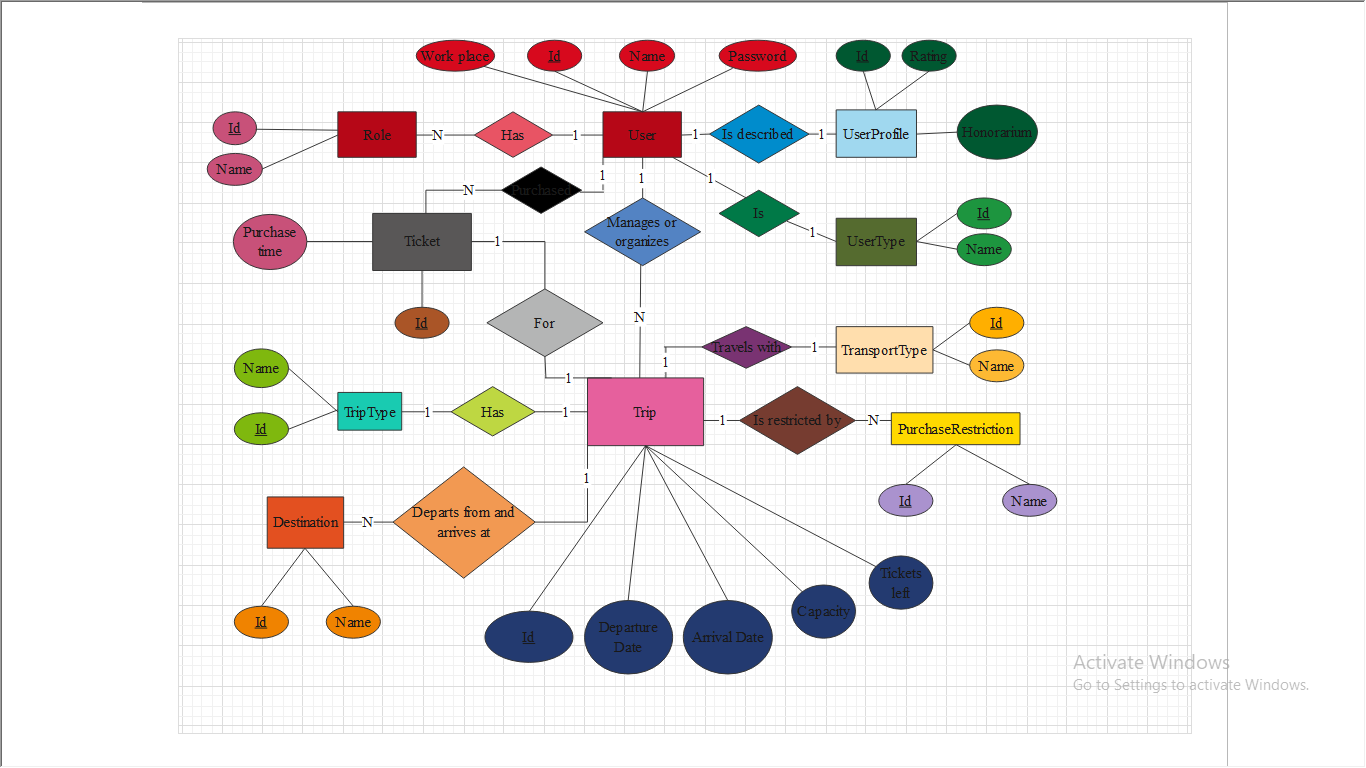 Work place
Id
Name
Password
Id
Rating
Id
Role
N
Has
1
User
1
Is described
1
UserProfile
Honorarium
Name
Purchased
N
1
1
1
Is
Purchase
time
Ticket
1
Manages or
organizes
1
UserType
Id
Name
Id
For
N
Travels with
1
1
TransportType
Id
Name
Name
Id
TripType
1
Has
1
1
Trip
1
Is restricted by
N
PurchaseRestriction
Id
Name
1
Destination
N
Departs from and
arrives at
Id
Name
Id
Departure
Date
Arrival Date
Capacity
Tickets
left
Activate Windows
Go to Settings to activate Windows.